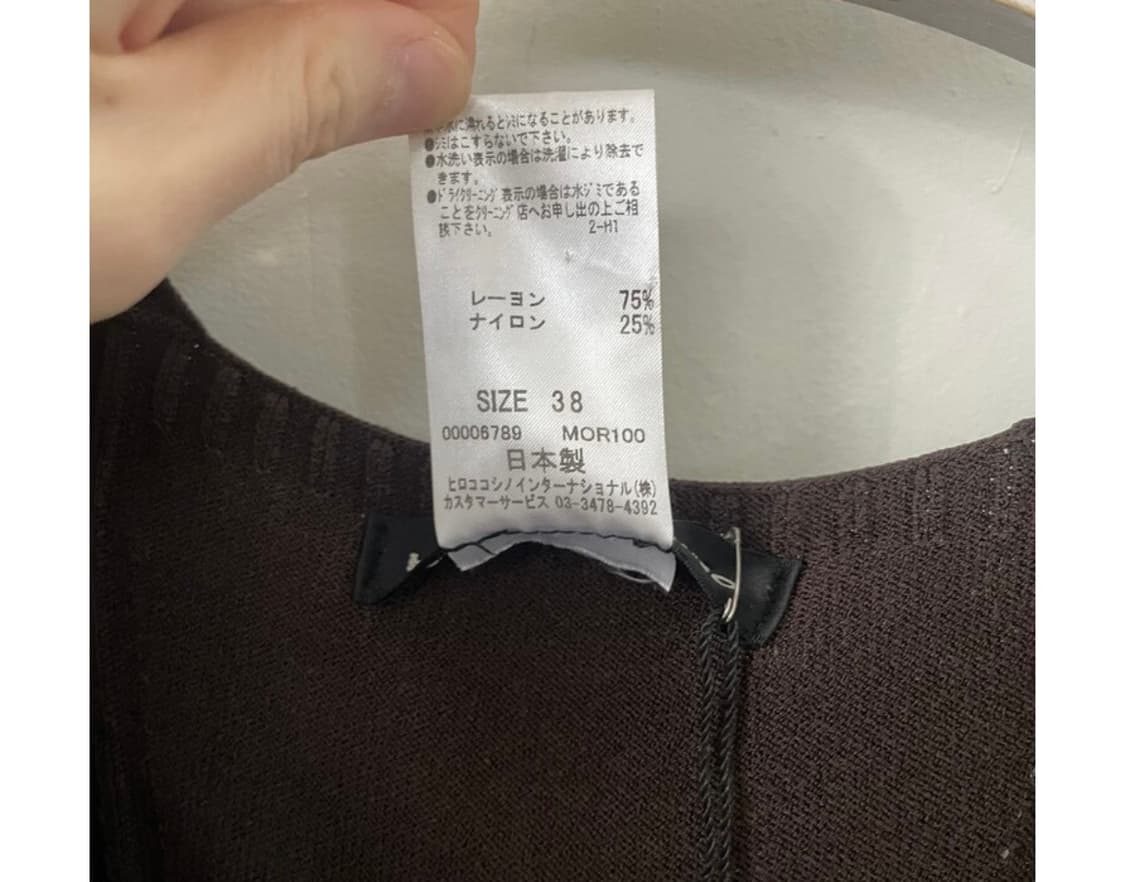 水に濡れるとｼﾐになることがあります。
●ｼﾐはこすらないで下さい。
●水洗い表示の場合は洗濯により除去で
きます。
●ﾄﾞﾗｲｸﾘｰﾆﾝｸﾞ表示の場合は水ｼﾞﾐである
ことをｸﾘｰﾆﾝｸﾞ店へお申し出の上ご相
談下さい。 2-H1
レーヨン 75%
ナイロン 25%
SIZE 38
00006789 MOR100
日本製
ヒロココシノインターナショナル(株)
カスタマーサービス 03-3478-4392